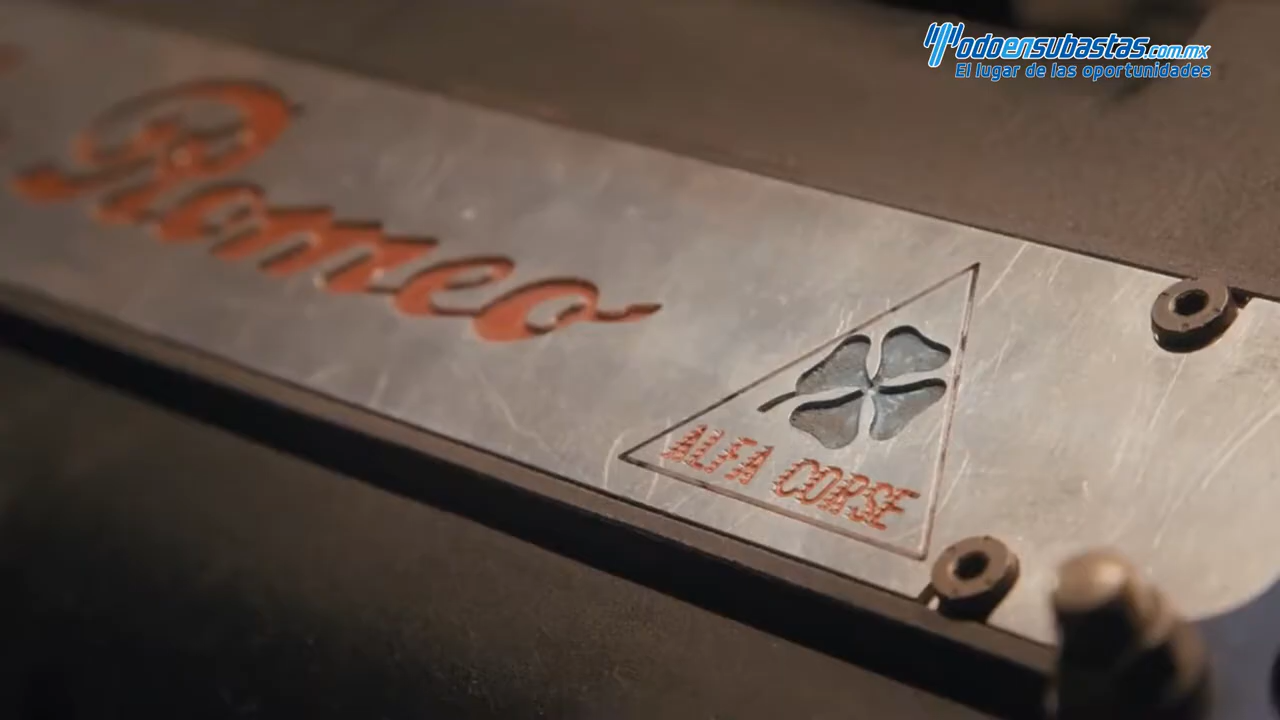 Todoensubastas.com.mx
El lugar de las oportunidades
Romeo
ALFA CORSE